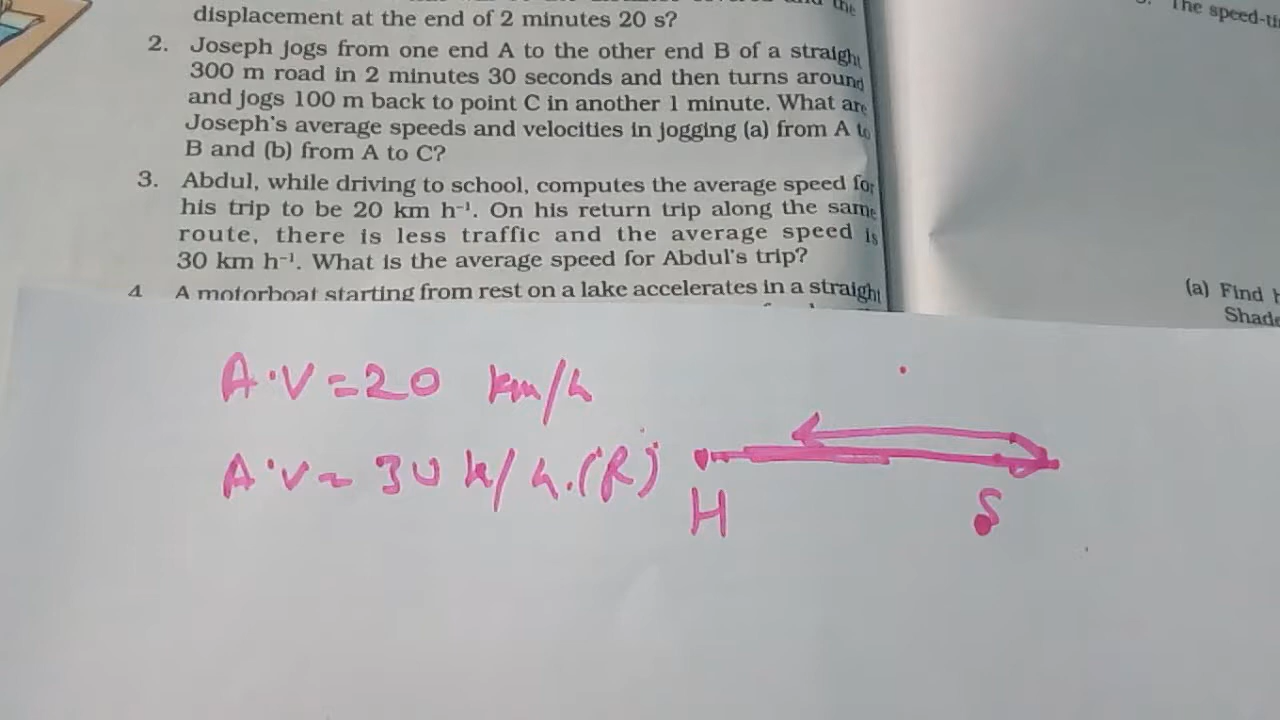 displacement at the end of 2 minutes 20 s?
2. Joseph jogs from one end A to the other end B of a straight
300 m road in 2 minutes 30 seconds and then turns around
and jogs 100 m back to point C in another 1 minute. What are
Joseph's average speeds and velocities in jogging (a) from A to
B and (b) from A to C?
3. Abdul, while driving to school, computes the average speed for
his trip to be 20 km h⁻¹. On his return trip along the same
route, there is less traffic and the average speed is
30 km h⁻¹. What is the average speed for Abdul's trip?
4 A motorboat starting from rest on a lake accelerates in a straight
The speed-ti
(a) Find h
Shade
A.V=20 km/h
A.V= 30 k/h.(R)
H S